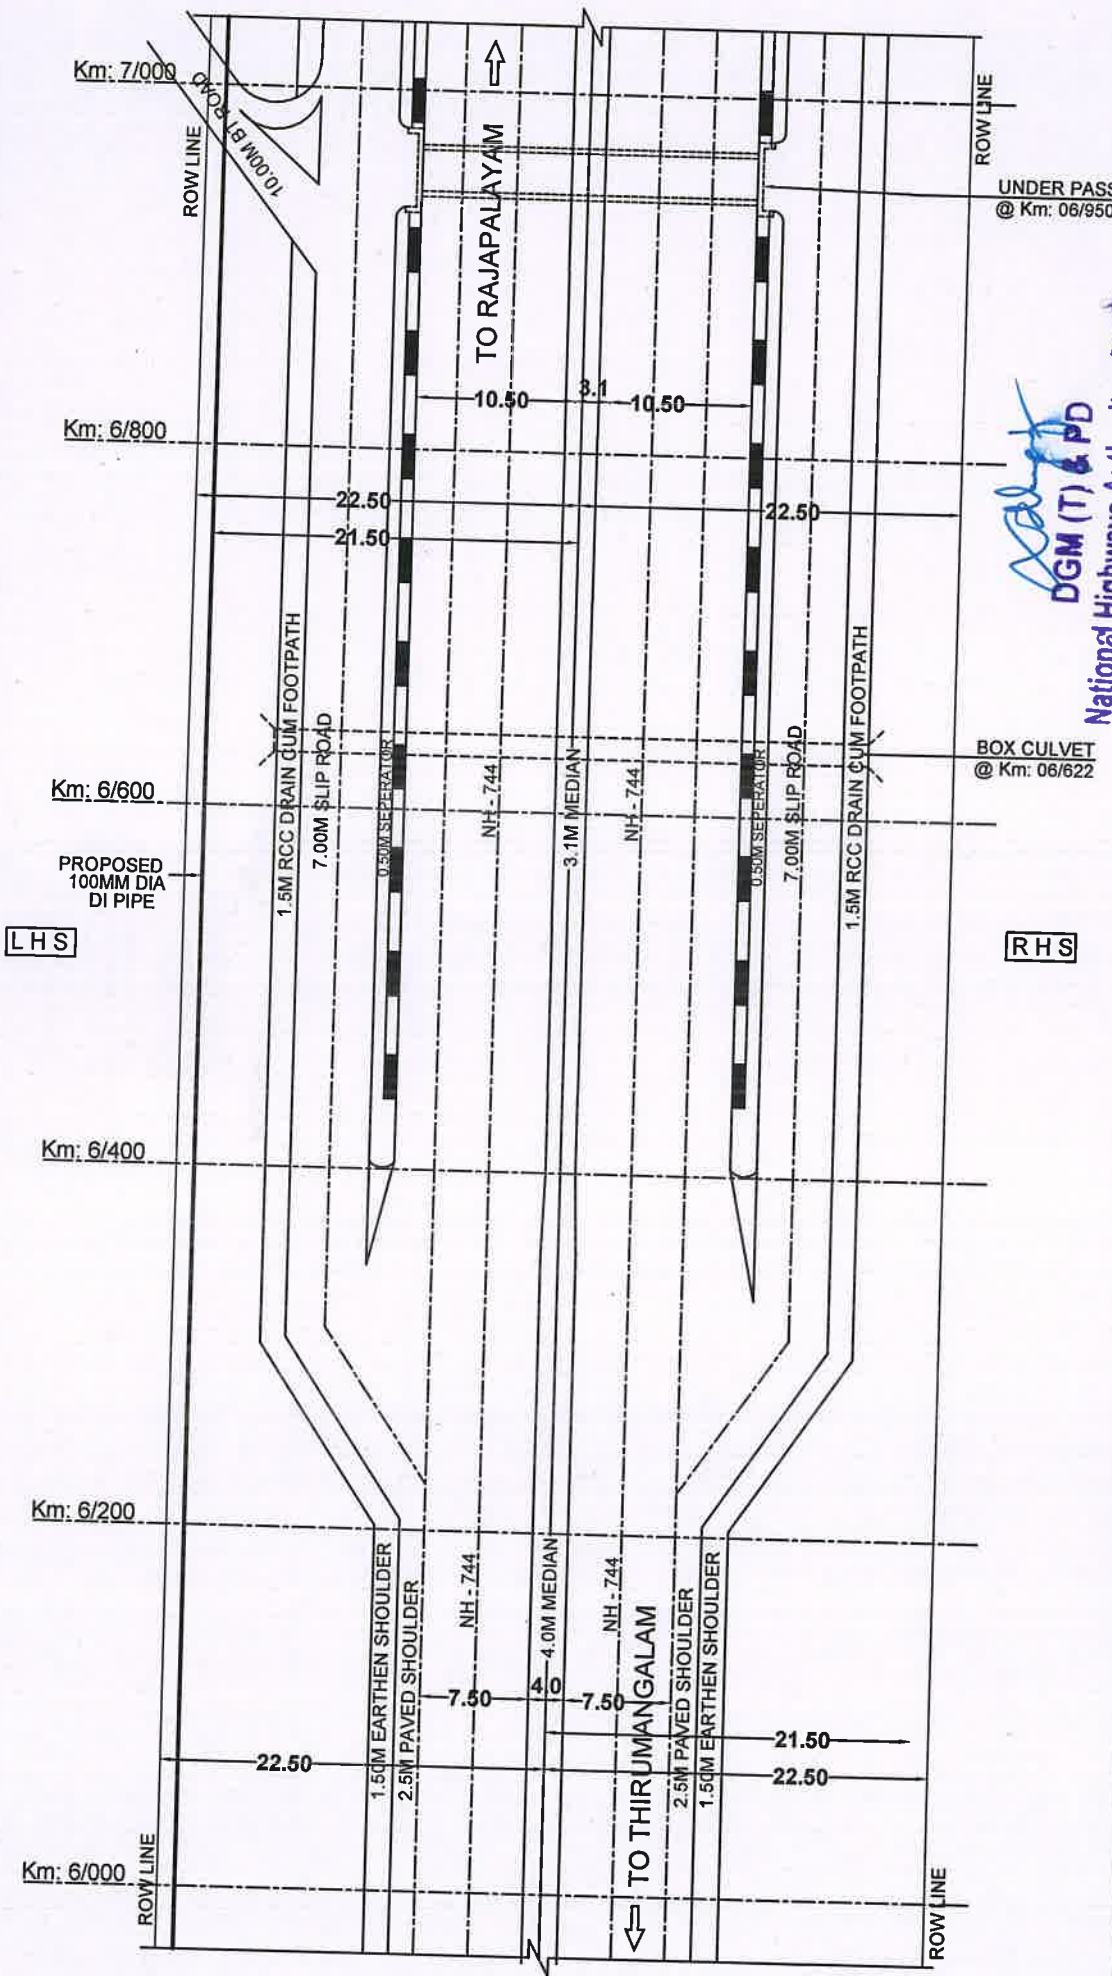 Km: 7/000
ROW LINE
10.00M BT ROAD
TO RAJAPALAYAM
ROW LINE
UNDER PASS
@ Km: 06/950
10.50
3.1
10.50
Km: 6/800
22.50
22.50
21.50
DGM (T) & PD
National Highways
1.5M RCC DRAIN CUM FOOTPATH
7.00M SLIP ROAD
0.50M SEPERATOR
NH - 744
3.1M MEDIAN
NH - 744
0.50M SEPERATOR
7.00M SLIP ROAD
1.5M RCC DRAIN CUM FOOTPATH
BOX CULVET
@ Km: 06/622
Km: 6/600
PROPOSED
100MM DIA
DI PIPE
LHS
RHS
Km: 6/400
Km: 6/200
1.50M EARTHEN SHOULDER
2.5M PAVED SHOULDER
NH - 744
4.0M MEDIAN
NH - 744
TO THIRUMANGALAM
2.5M PAVED SHOULDER
1.50M EARTHEN SHOULDER
7.50
4.0
7.50
21.50
22.50
22.50
Km: 6/000
ROW LINE
ROW LINE